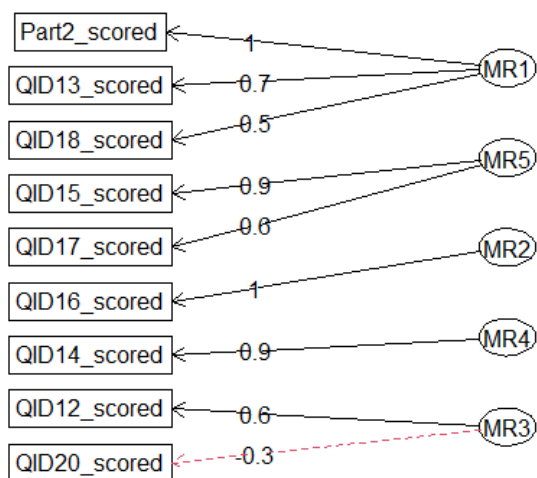 Part2_scored
1
MR1
QID13_scored
0.7
QID18_scored
0.5
QID15_scored
0.9
MR5
QID17_scored
0.6
QID16_scored
1
MR2
QID14_scored
0.9
MR4
QID12_scored
0.6
MR3
QID20_scored
-0.3